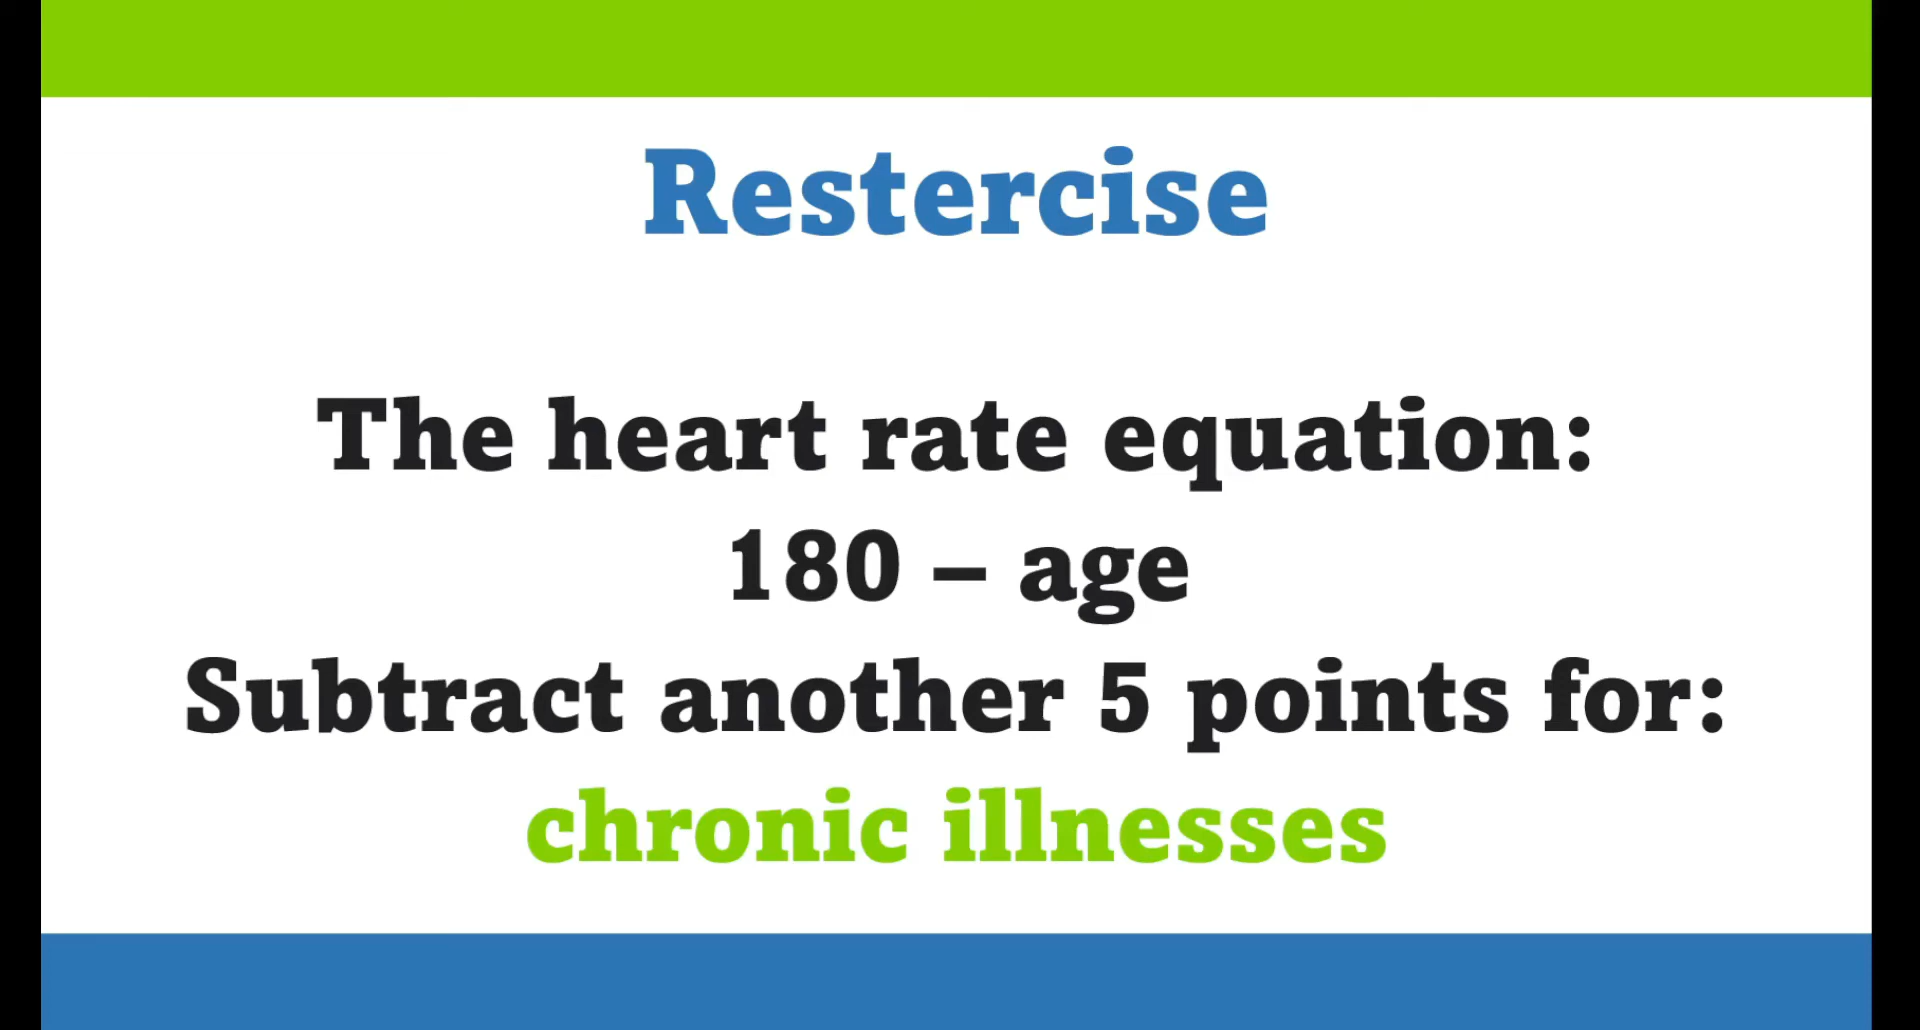 Restercise
The heart rate equation:
180 – age
Subtract another 5 points for:
chronic illnesses